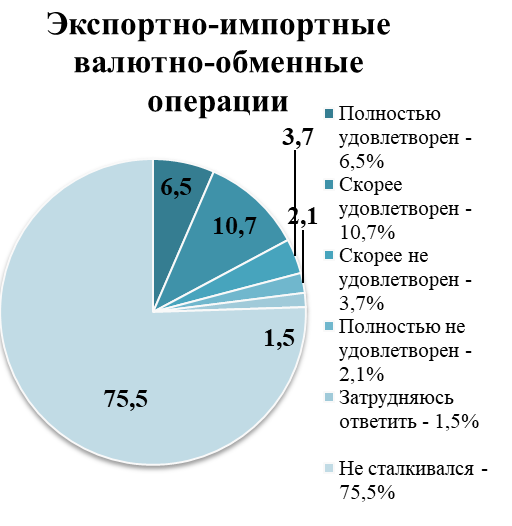 Экспортно-импортные
валютно-обменные
операции
3,7
6,5
2,1
10,7
1,5
75,5
Полностью
удовлетворен -
6,5%
Скорее
удовлетворен -
10,7%
Скорее не
удовлетворен -
3,7%
Полностью не
удовлетворен -
2,1%
Затрудняюсь
ответить - 1,5%
Не сталкивался -
75,5%